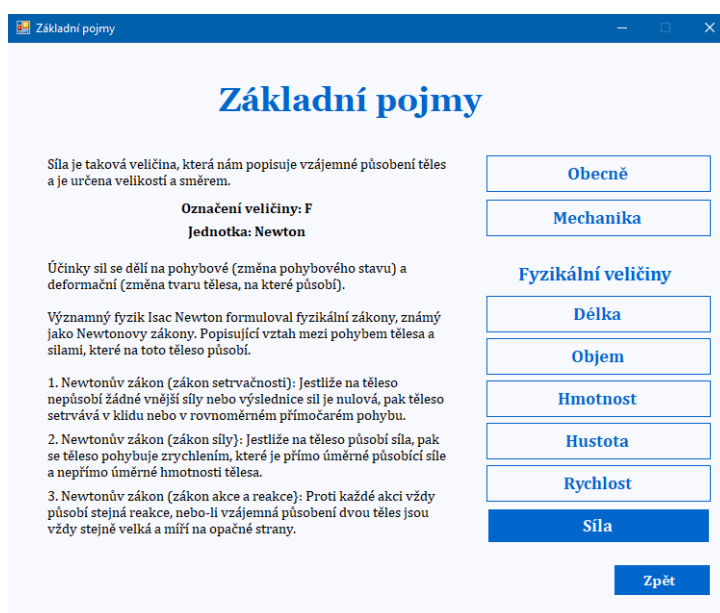 Základní pojmy
Základní pojmy
Síla je taková veličina, která nám popisuje vzájemné působení těles
a je určena velikostí a směrem.
Označení veličiny: F
Jednotka: Newton
Účinky sil se dělí na pohybové (změna pohybového stavu) a
deformační (změna tvaru tělesa, na které působí).
Významný fyzik Isac Newton formuloval fyzikální zákony, známý
jako Newtonovy zákony. Popisující vztah mezi pohybem tělesa a
silami, které na toto těleso působí.
1. Newtonův zákon (zákon setrvačnosti): Jestliže na těleso
nepůsobí žádné vnější síly nebo výslednice sil je nulová, pak těleso
setrvává v klidu nebo v rovnoměrném přímočarém pohybu.
2. Newtonův zákon (zákon síly}: Jestliže na těleso působí síla, pak
se těleso pohybuje zrychlením, které je přímo úměrné působící síle
a nepřímo úměrné hmotnosti tělesa.
3. Newtonův zákon (zákon akce a reakce}: Proti každé akci vždy
působí stejná reakce, nebo-li vzájemná působení dvou těles jsou
vždy stejně velká a míří na opačné strany.
Obecně
Mechanika
Fyzikální veličiny
Délka
Objem
Hmotnost
Hustota
Rychlost
Síla
Zpět